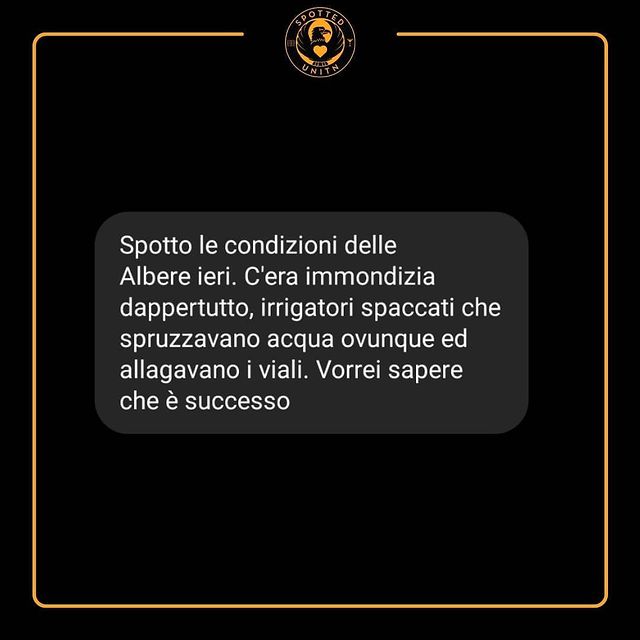 SPOTTED
UNITN
Spotto le condizioni delle
Albere ieri. C'era immondizia
dappertutto, irrigatori spaccati che
spruzzavano acqua ovunque ed
allagavano i viali. Vorrei sapere
che è successo